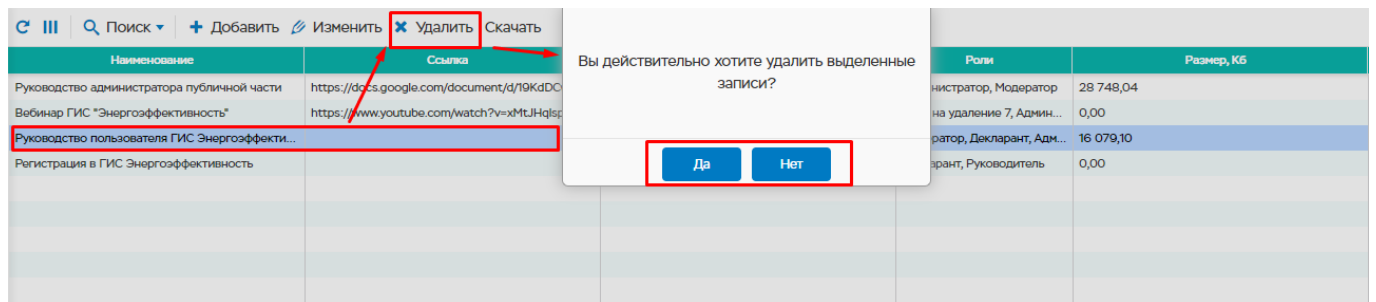 Поиск Добавить Изменить Удалить Скачать
Вы действительно хотите удалить выделенные
записи?
Да Нет
Наименование Ссылка Роли Размер, Кб
Руководство администратора публичной части https://docs.google.com/document/d/19KdDC Модератор 28 748,04
Вебинар ГИС "Энергоэффективность" https://www.youtube.com/watch?v=xMtJHqlsp на удаление 7, Админ... 0,00
Руководство пользователя ГИС Энергоэффекти... Декларант, Адм... 16 079,10
Регистрация в ГИС Энергоэффективность Руководитель 0,00